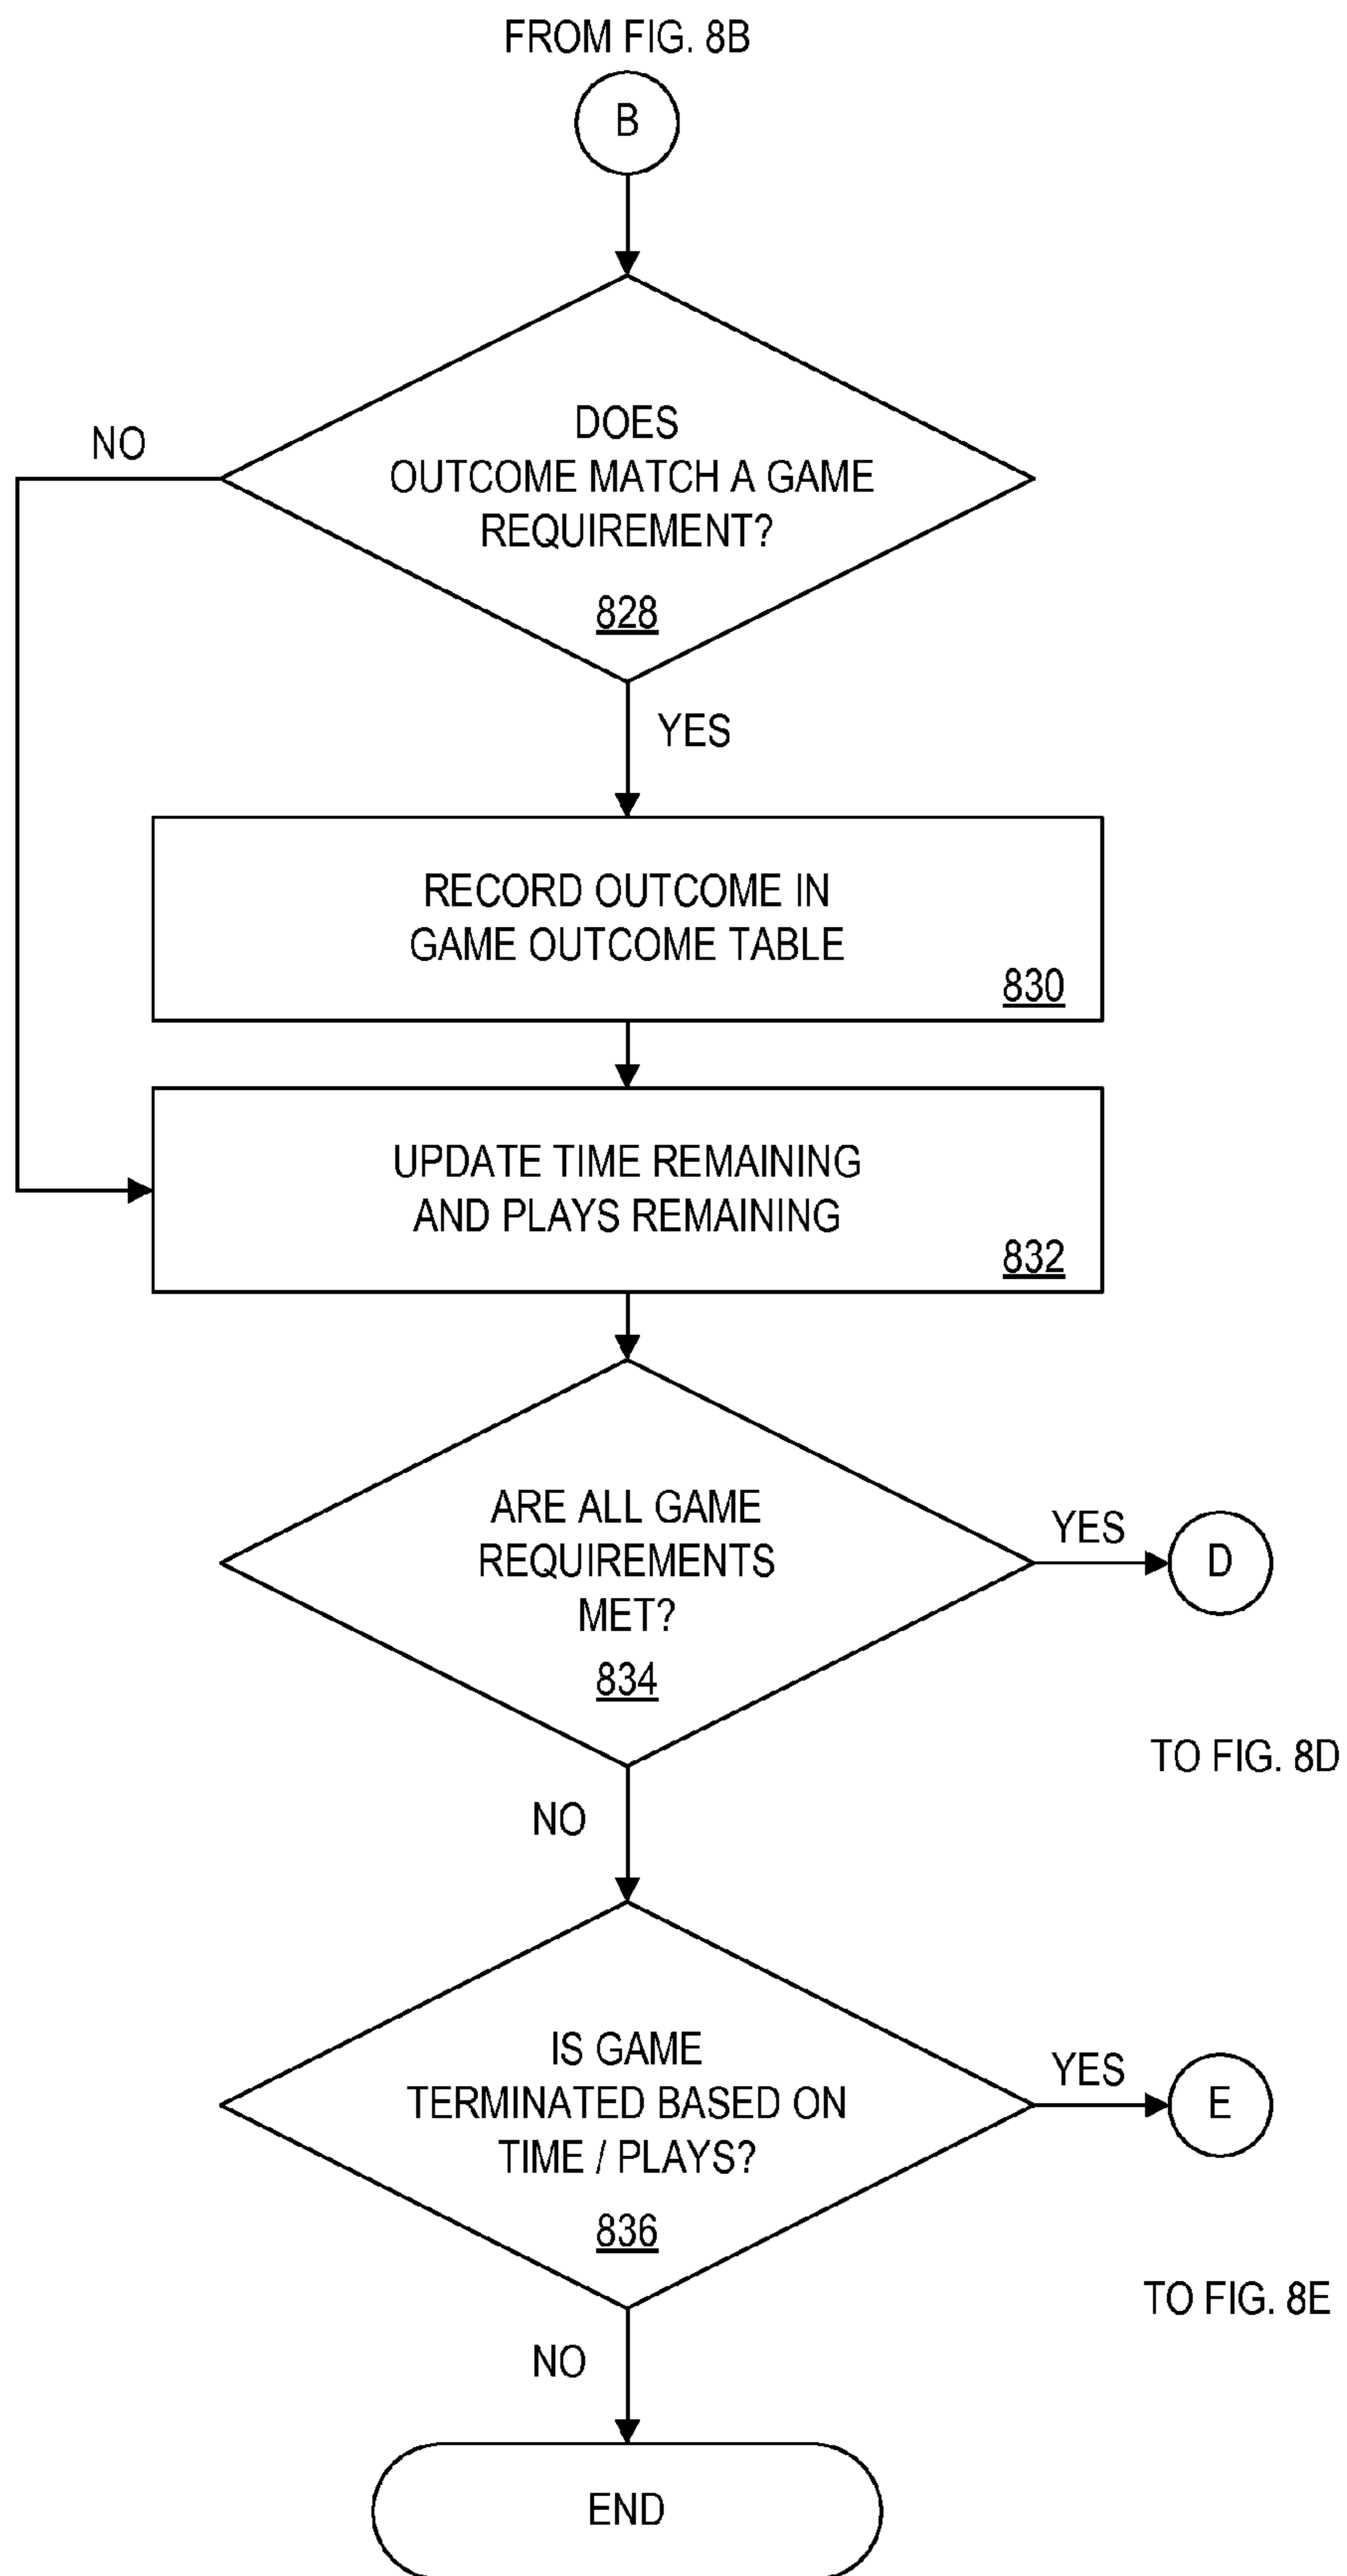 FROM FIG. 8B
B
DOES
OUTCOME MATCH A GAME
REQUIREMENT?
828
NO
YES
RECORD OUTCOME IN
GAME OUTCOME TABLE
830
UPDATE TIME REMAINING
AND PLAYS REMAINING
832
ARE ALL GAME
REQUIREMENTS
MET?
834
YES
D
TO FIG. 8D
NO
IS GAME
TERMINATED BASED ON
TIME / PLAYS?
836
YES
E
TO FIG. 8E
NO
END